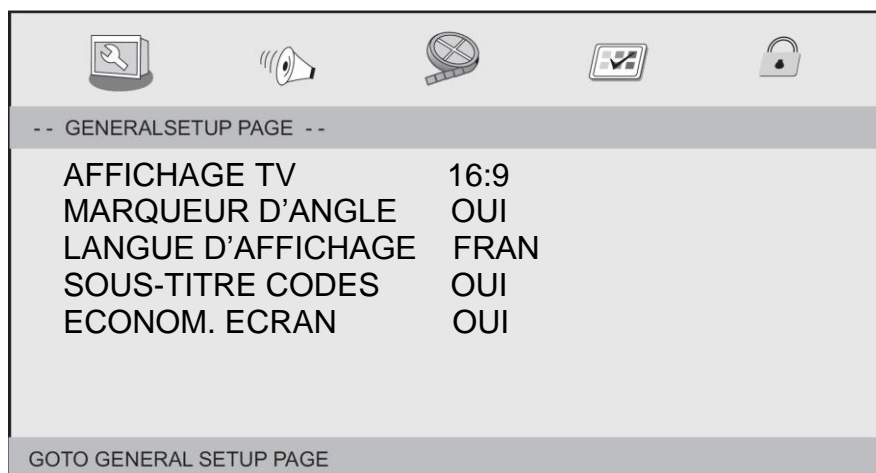 -- GENERALSETUP PAGE --
AFFICHAGE TV 16:9
MARQUEUR D’ANGLE OUI
LANGUE D’AFFICHAGE FRAN
SOUS-TITRE CODES OUI
ECONOM. ECRAN OUI
GOTO GENERAL SETUP PAGE